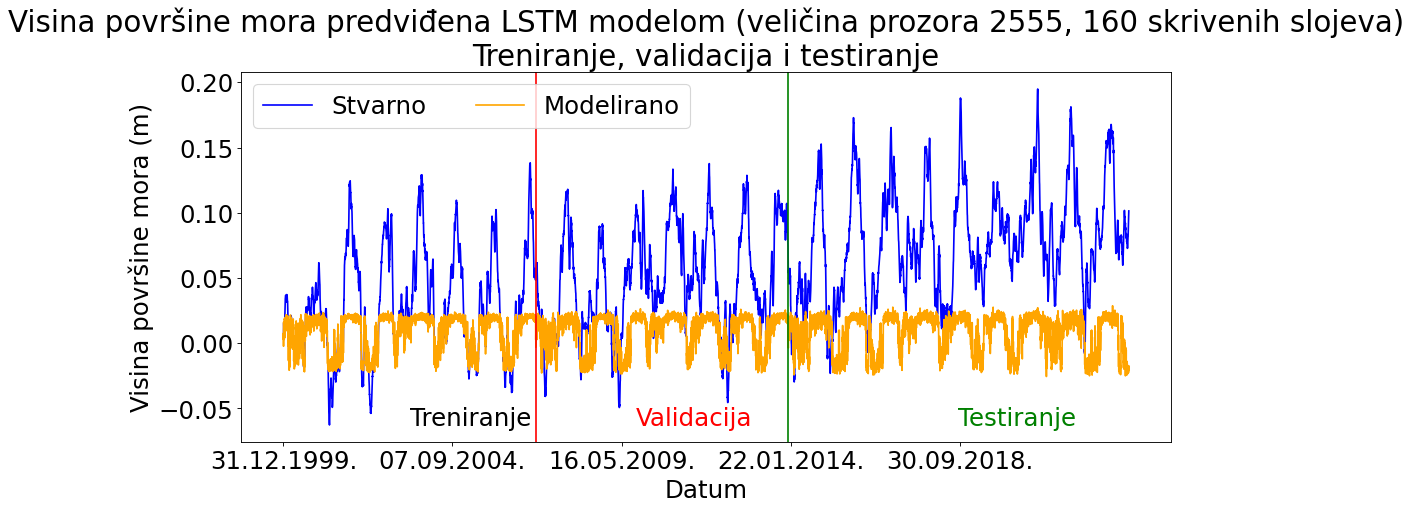 Visina površine mora predviđena LSTM modelom (veličina prozora 2555, 160 skrivenih slojeva)
Treniranje, validacija i testiranje
Stvarno
Modelirano
Visina površine mora (m)
0.20
0.15
0.10
0.05
0.00
−0.05
Treniranje
Validacija
Testiranje
31.12.1999.
07.09.2004.
16.05.2009.
22.01.2014.
30.09.2018.
Datum